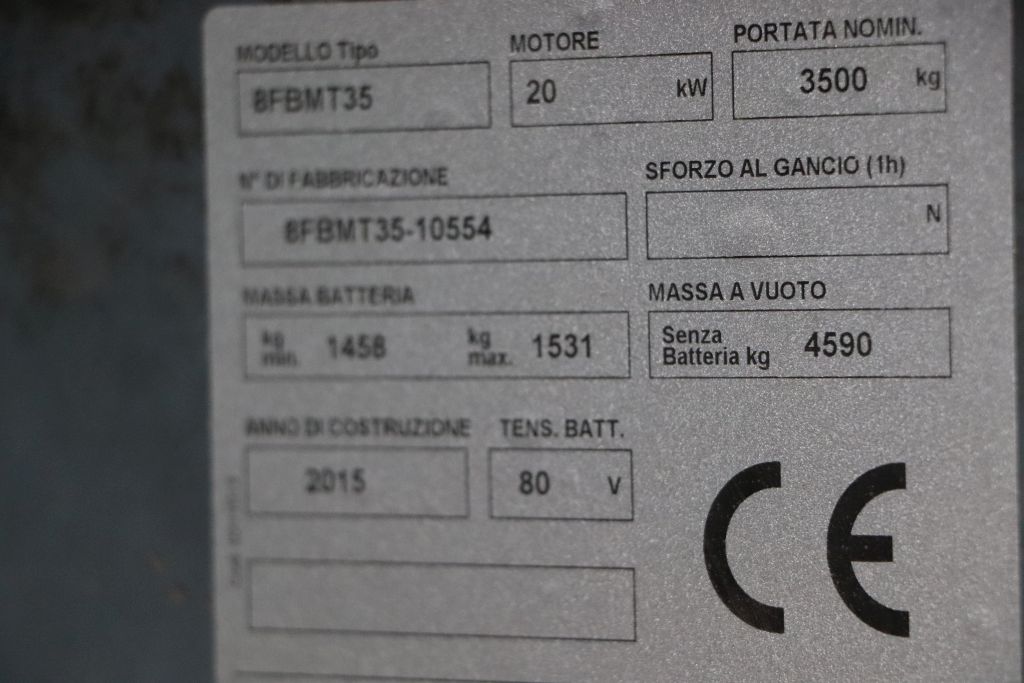 MODELLO Tipo MOTORE PORTATA NOMIN.
8FBMT35 20 kW 3500 kg
N° DI FABBRICAZIONE SFORZO AL GANCIO (1h)
8FBMT35-10554 N
MASSA BATTERIA MASSA A VUOTO
kg min. 1458 kg max. 1531 Senza Batteria kg 4590
ANNO DI COSTRUZIONE TENS. BATT.
2015 80 V
CE